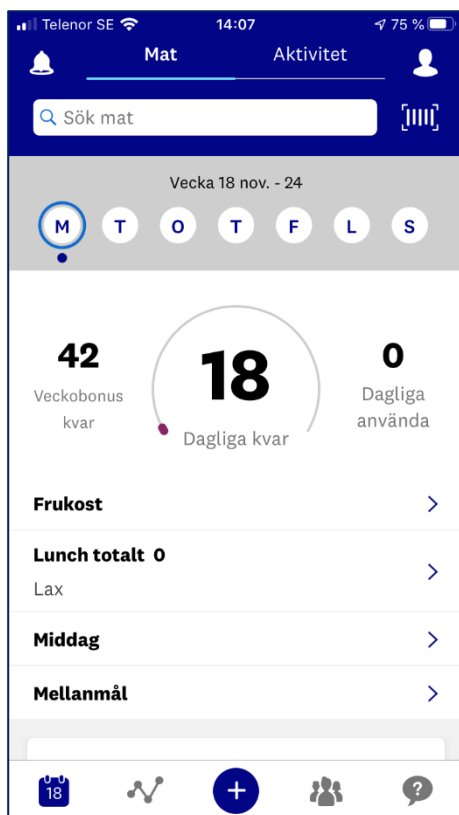 Telenor SE 14:07 75 %
Mat Aktivitet
Sök mat
Vecka 18 nov. - 24
M T O T F L S
42 18 0
Veckobonus kvar
Dagliga kvar
Dagliga använda
Frukost
Lunch totalt 0
Lax
Middag
Mellanmål
18 + ?